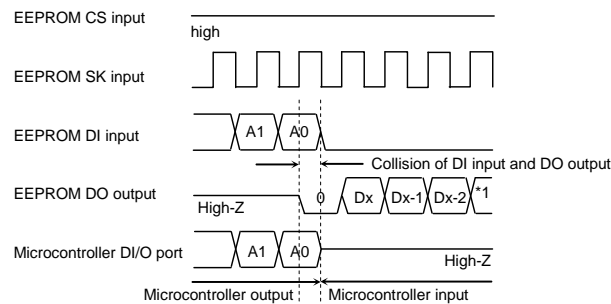 EEPROM CS input
high
EEPROM SK input
EEPROM DI input A1 A0
Collision of DI input and DO output
EEPROM DO output High-Z 0 Dx Dx-1 Dx-2 *1
Microcontroller DI/O port A1 A0 High-Z
Microcontroller output Microcontroller input